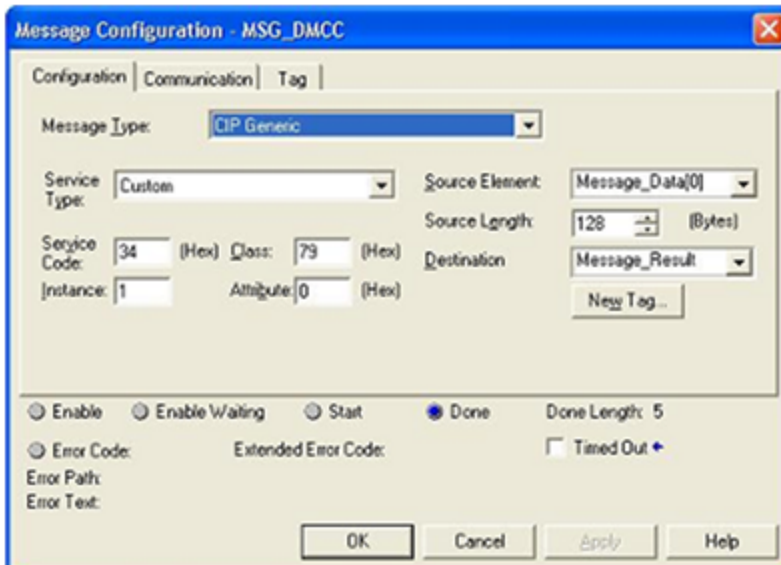 Message Configuration - MSG_DMCC
Configuration Communication Tag
Message Type: CIP Generic
Service Type: Custom
Source Element: Message_Data[0]
Source Length: 128 (Bytes)
Service Code: 34 (Hex) Class: 79 (Hex)
Destination Message_Result
Instance: 1 Attribute: 0 (Hex)
New Tag...
Enable Enable Waiting Start Done Done Length: 5
Error Code: Extended Error Code: Timed Out
Error Path:
Error Text:
OK Cancel Apply Help